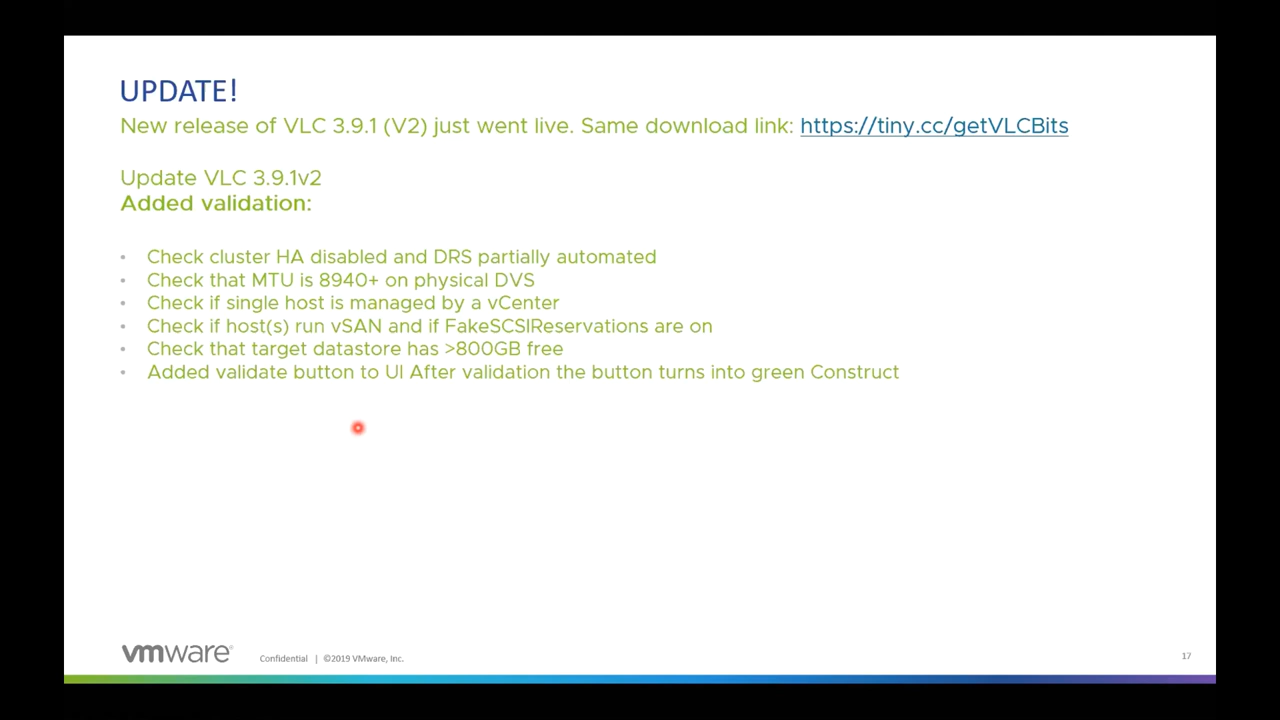 UPDATE!
New release of VLC 3.9.1 (V2) just went live. Same download link: https://tiny.cc/getVLCBits
Update VLC 3.9.1v2
Added validation:
• Check cluster HA disabled and DRS partially automated
• Check that MTU is 8940+ on physical DVS
• Check if single host is managed by a vCenter
• Check if host(s) run vSAN and if FakeSCSIReservations are on
• Check that target datastore has >800GB free
• Added validate button to UI After validation the button turns into green Construct
vmware® Confidential | ©2019 VMware, Inc. 17